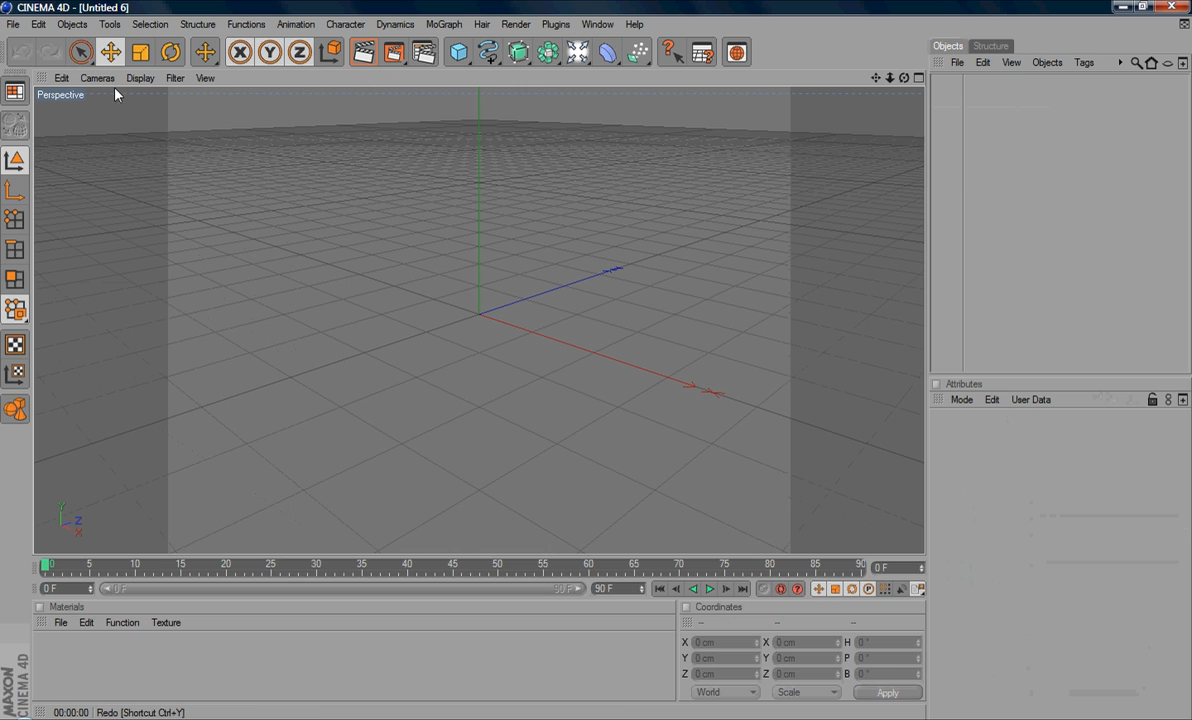 CINEMA 4D - [Untitled 6]
File Edit Objects Tools Selection Structure Functions Animation Character Dynamics MoGraph Hair Render Plugins Window Help
X Y Z
Objects Structure
File Edit View Objects Tags
Edit Cameras Display Filter View
Perspective
Y
Z
X
Attributes
Mode Edit User Data
0 5 10 15 20 25 30 35 40 45 50 55 60 65 70 75 80 85 90
0 F
0 F 0 F 90 F 90 F
P
Materials
File Edit Function Texture
Coordinates
-- -- --
X 0 cm X 0 cm H 0 °
Y 0 cm Y 0 cm P 0 °
Z 0 cm Z 0 cm B 0 °
World Scale Apply
MAXON
CINEMA 4D
00:00:00 Redo [Shortcut Ctrl+Y]